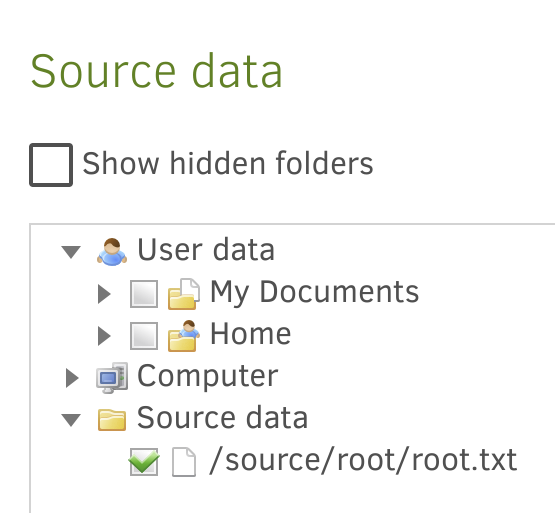 Source data
Show hidden folders
User data
My Documents
Home
Computer
Source data
/source/root/root.txt